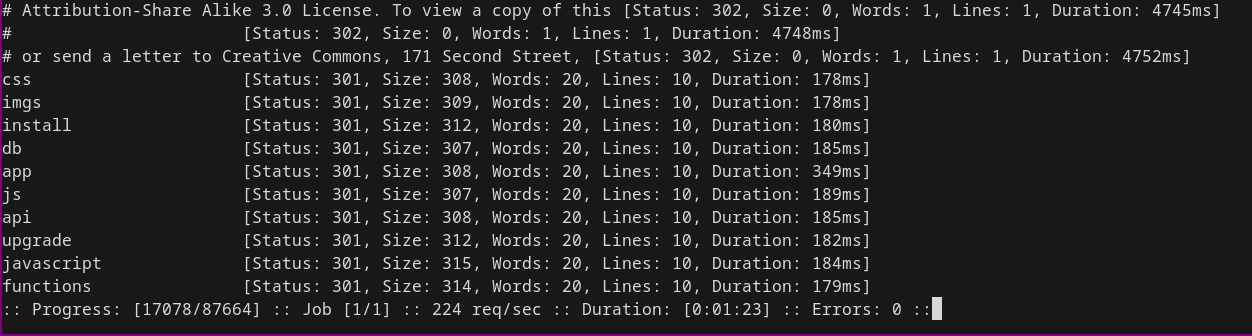 # Attribution-Share Alike 3.0 License. To view a copy of this [Status: 302, Size: 0, Words: 1, Lines: 1, Duration: 4745ms]
# [Status: 302, Size: 0, Words: 1, Lines: 1, Duration: 4748ms]
# or send a letter to Creative Commons, 171 Second Street, [Status: 302, Size: 0, Words: 1, Lines: 1, Duration: 4752ms]
css [Status: 301, Size: 308, Words: 20, Lines: 10, Duration: 178ms]
imgs [Status: 301, Size: 309, Words: 20, Lines: 10, Duration: 178ms]
install [Status: 301, Size: 312, Words: 20, Lines: 10, Duration: 180ms]
db [Status: 301, Size: 307, Words: 20, Lines: 10, Duration: 185ms]
app [Status: 301, Size: 308, Words: 20, Lines: 10, Duration: 349ms]
js [Status: 301, Size: 307, Words: 20, Lines: 10, Duration: 189ms]
api [Status: 301, Size: 308, Words: 20, Lines: 10, Duration: 185ms]
upgrade [Status: 301, Size: 312, Words: 20, Lines: 10, Duration: 182ms]
javascript [Status: 301, Size: 315, Words: 20, Lines: 10, Duration: 184ms]
functions [Status: 301, Size: 314, Words: 20, Lines: 10, Duration: 179ms]
:: Progress: [17078/87664] :: Job [1/1] :: 224 req/sec :: Duration: [0:01:23] :: Errors: 0 ::